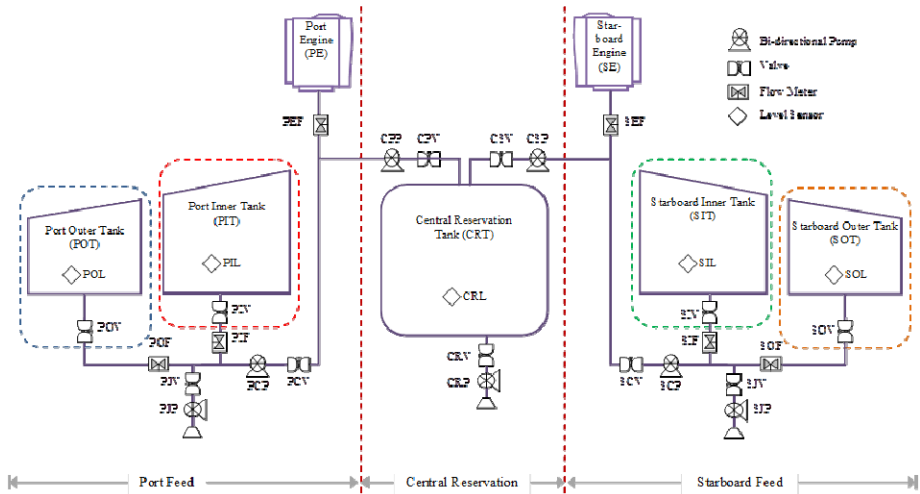 Port
Engine
(PE)
Star-
board
Engine
(SE)
Bi-directional Pump
Valve
Flow Meter
Level Sensor
PEF
CPP
CPV
CSV
CSP
SEF
Port Outer Tank
(POT)
POL
Port Inner Tank
(PIT)
PIL
Central Reservation
Tank (CRT)
CRL
Starboard Inner Tank
(SIT)
SIL
Starboard Outer Tank
(SOT)
SOL
POV
PIV
PIF
POF
PCP
PCV
PJV
PJP
CRV
CRP
SIV
SIF
SOV
SOF
SCV
SCP
SJV
SJP
Port Feed
Central Reservation
Starboard Feed